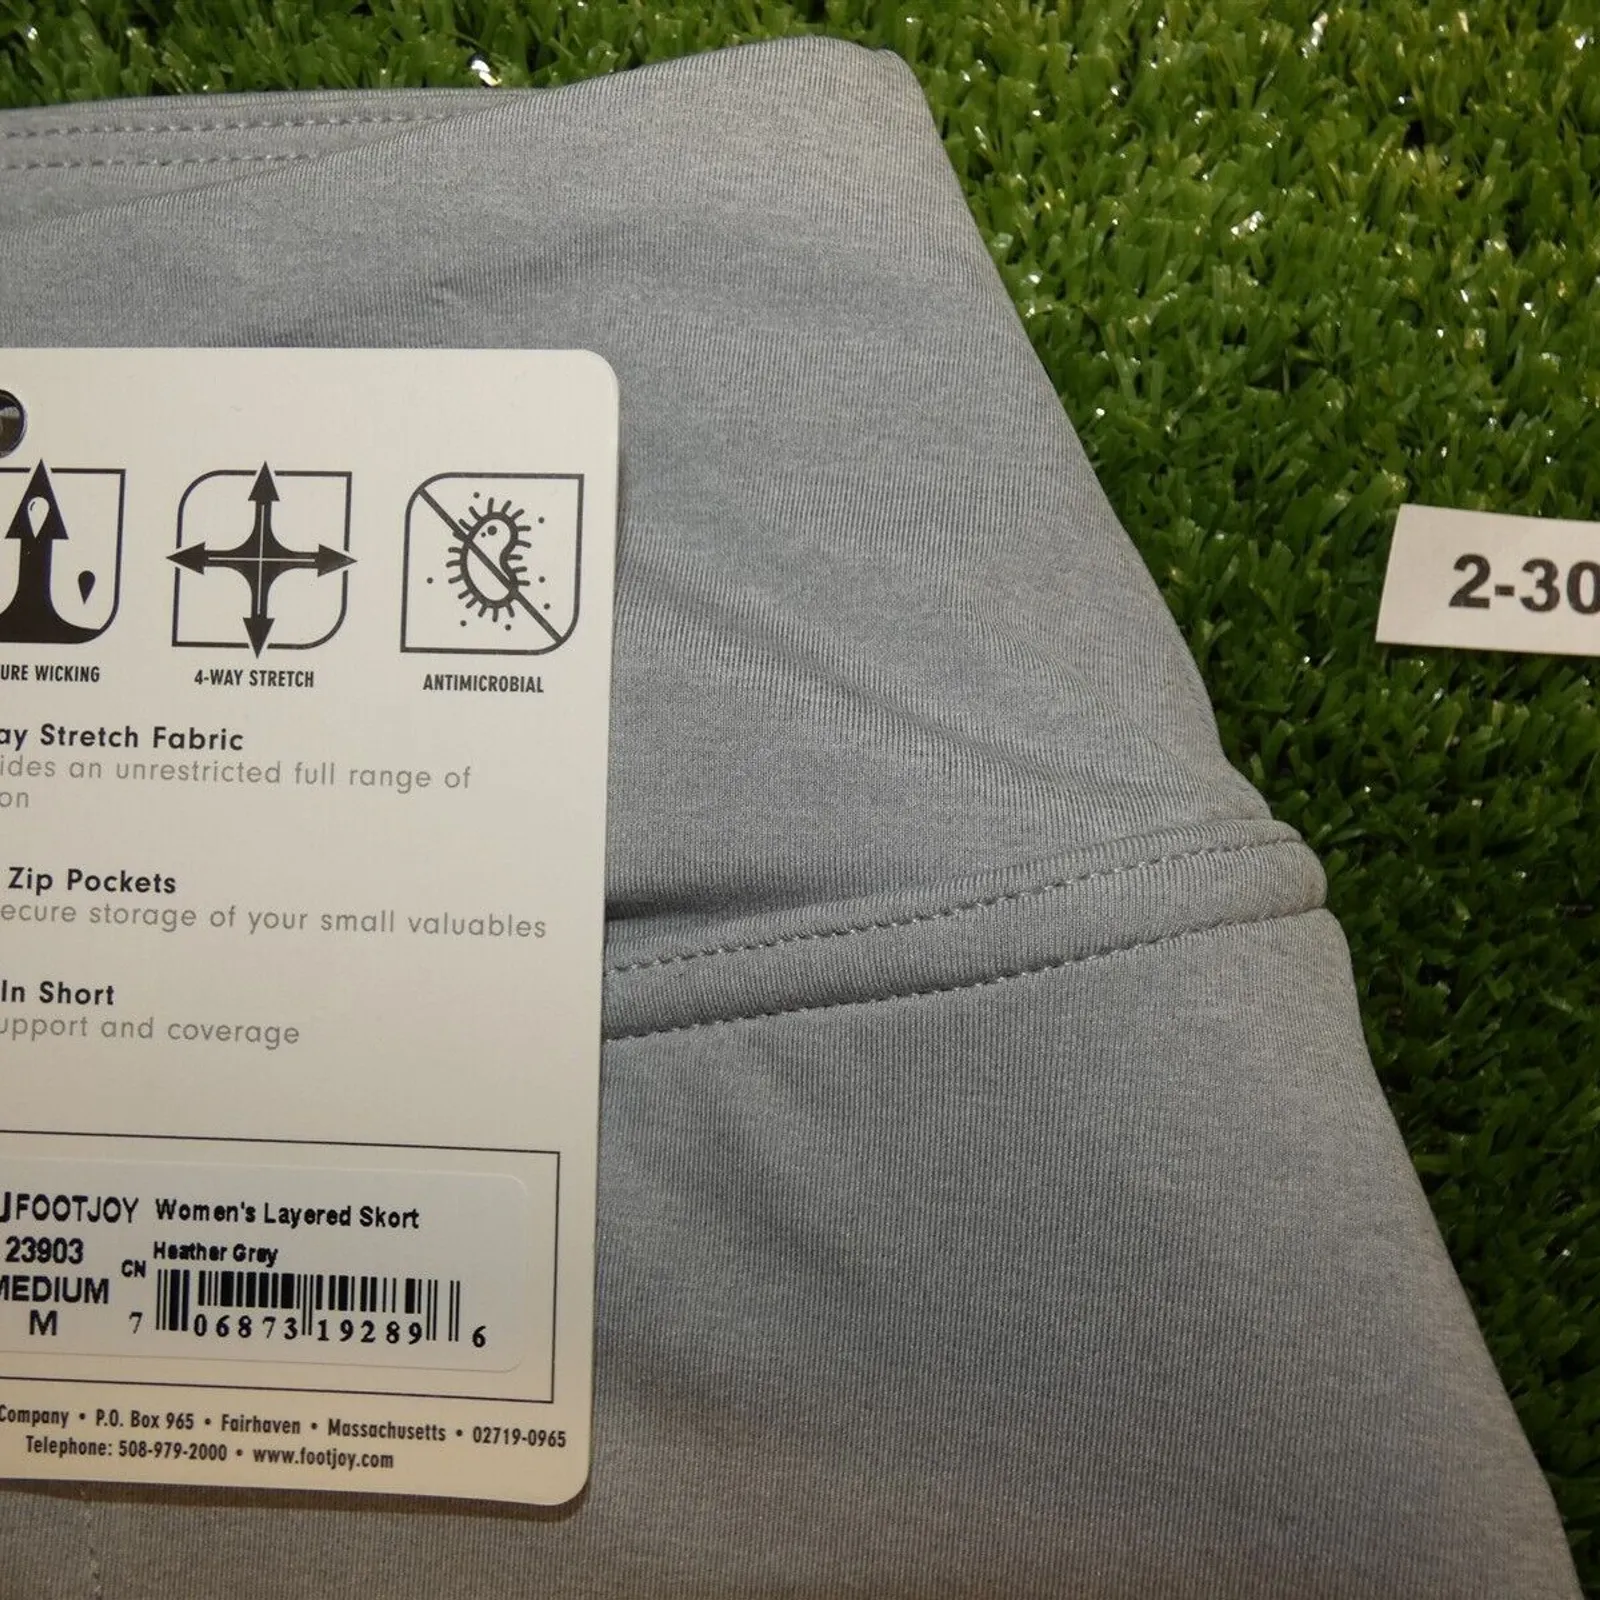 URE WICKING
4-WAY STRETCH
ANTIMICROBIAL
ay Stretch Fabric
ides an unrestricted full range of
on
Zip Pockets
ecure storage of your small valuables
In Short
upport and coverage
2-30
JFOOTJOY Women's Layered Skort
23903 Heather Grey
CN
MEDIUM
M
7 06873 19289 6
Company • P.O. Box 965 • Fairhaven • Massachusetts • 02719-0965
Telephone: 508-979-2000 • www.footjoy.com